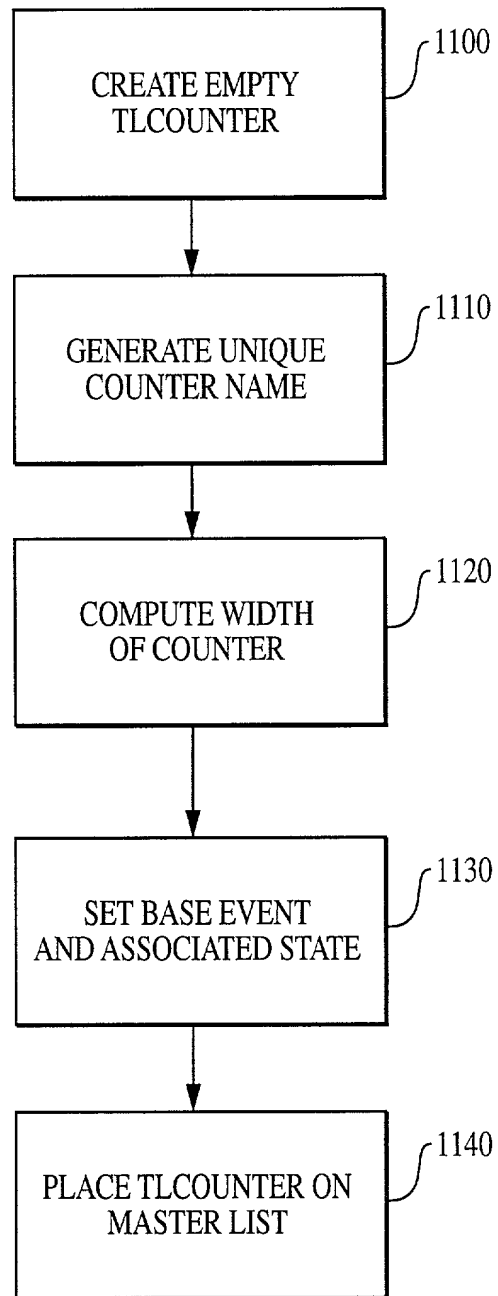 1100
CREATE EMPTY
TLCOUNTER
1110
GENERATE UNIQUE
COUNTER NAME
1120
COMPUTE WIDTH
OF COUNTER
1130
SET BASE EVENT
AND ASSOCIATED STATE
1140
PLACE TLCOUNTER ON
MASTER LIST